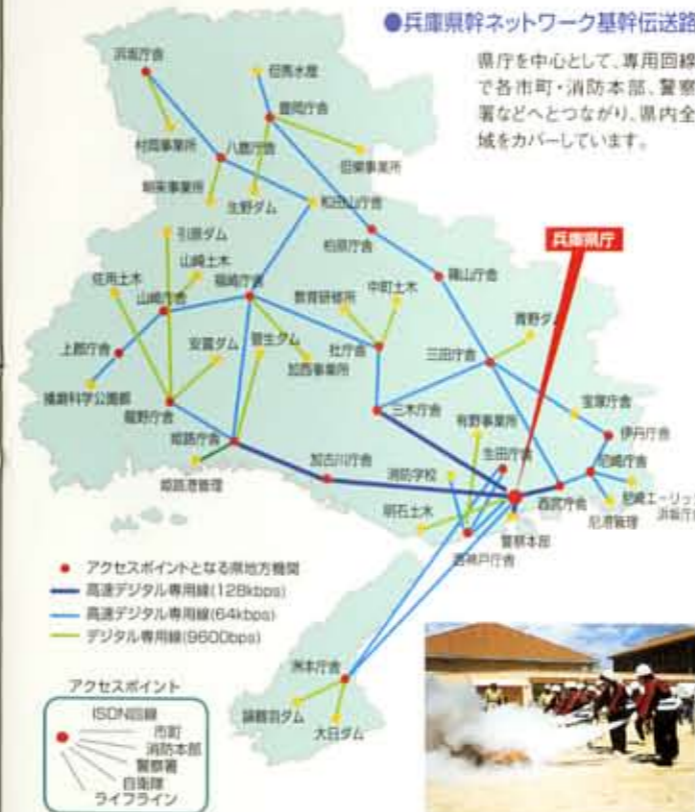 ●兵庫県幹ネットワーク基幹伝送路
県庁を中心として、専用回線
で各市町・消防本部、警察
署などへとつながり、県内全
域をカバーしています。
浜坂庁舎
但馬水産
豊岡庁舎
村岡事業所
八鹿庁舎
但東事業所
朝来事業所
生野ダム
和田山庁舎
引原ダム
柏原庁舎
兵庫県庁
山崎土木
佐用土木
福崎庁舎
篠山庁舎
山崎庁舎
教育研修所
中町土木
青野ダム
上郡庁舎
安富ダム
菅生ダム
社庁舎
三田庁舎
加西事業所
播磨科学公園都
龍野庁舎
三木庁舎
宝塚庁舎
有野事業所
伊丹庁舎
姫路庁舎
生田庁舎
加古川庁舎
消防学校
尼崎庁舎
姫路港管理
明石土木
西宮庁舎
尼崎エーリッ
浜坂庁
尼港管理
警察本部
西神戸庁舎
アクセスポイントとなる県地方機関
高速デジタル専用線(128kbps)
高速デジタル専用線(64kbps)
デジタル専用線(9600bps)
洲本庁舎
諭鶴羽ダム
大日ダム
アクセスポイント
ISDN回線
市町
消防本部
警察署
自衛隊
ライフライン